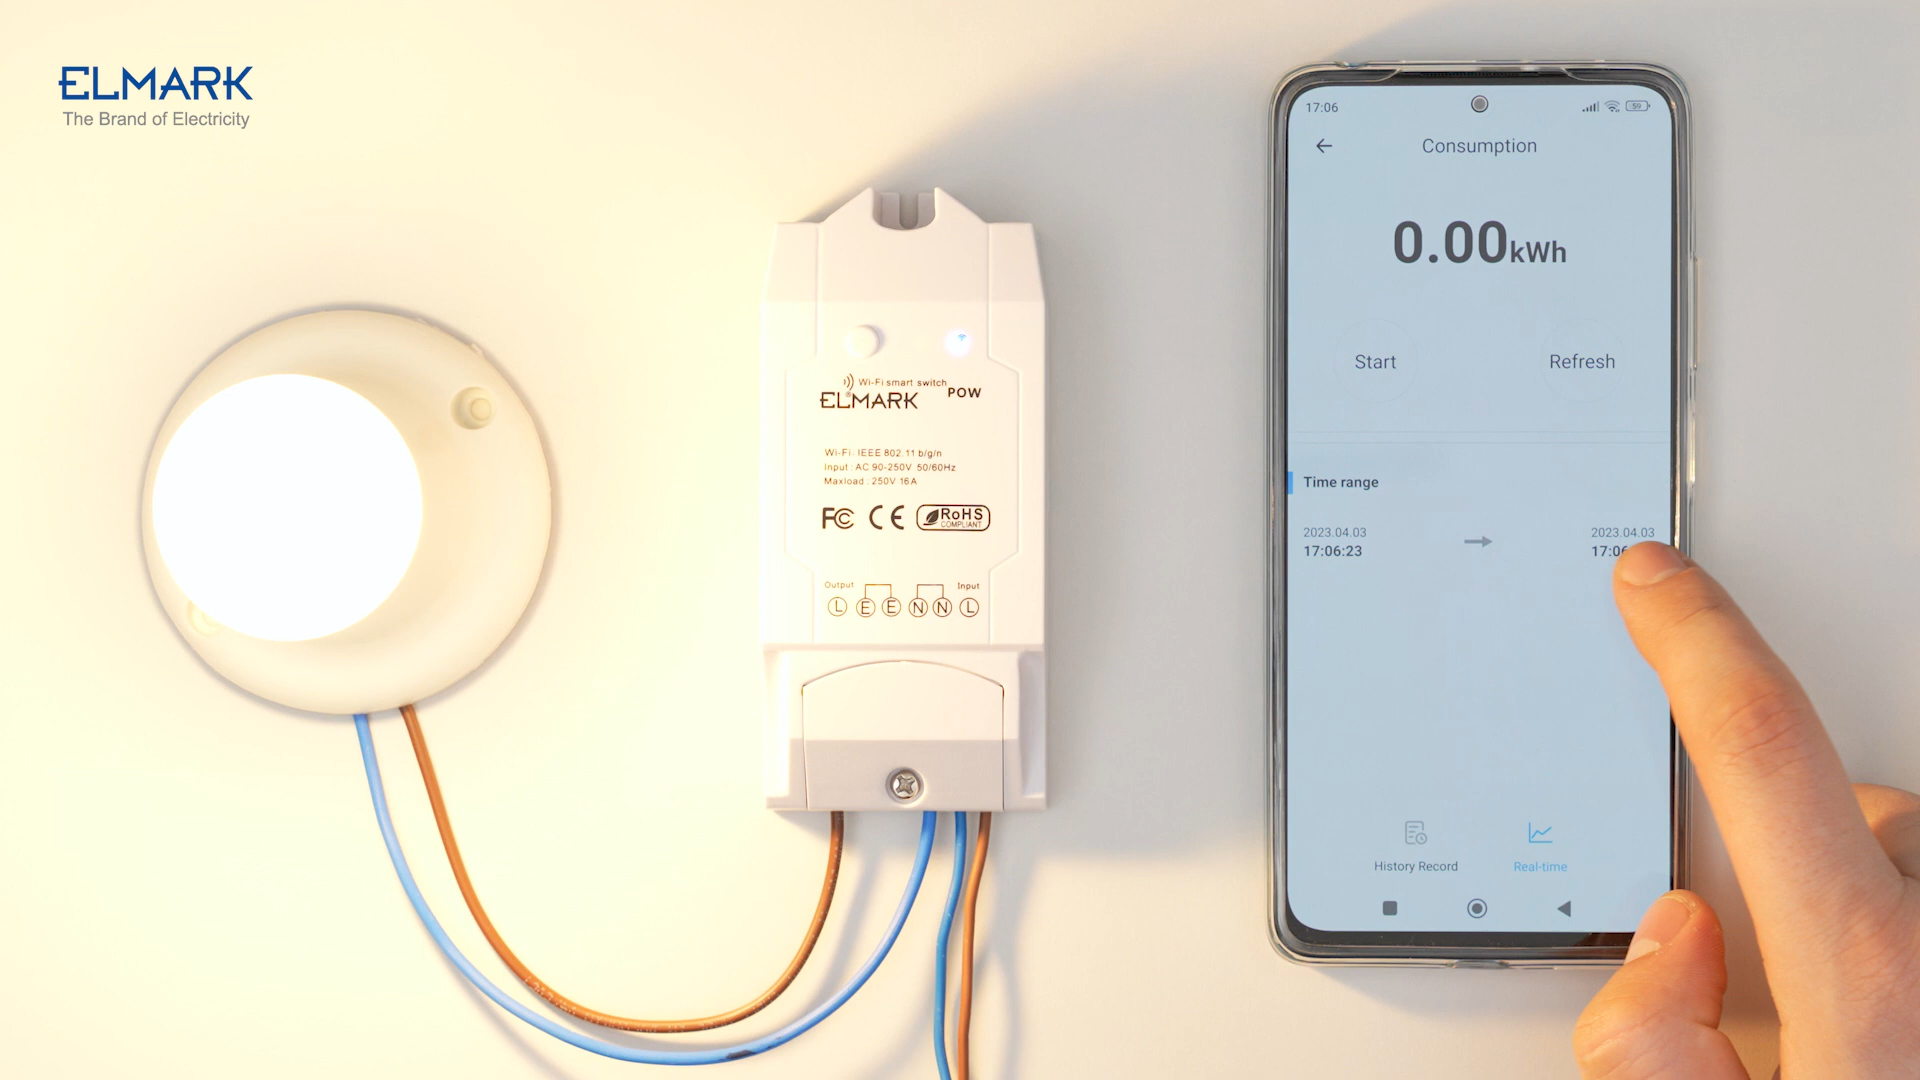 ELMARK
The Brand of Electricity
Wi-Fi smart switch
ELMARK® POW
Wi-Fi: IEEE 802.11 b/g/n
Input : AC 90-250V 50/60Hz
Maxload : 250V 16A
FC CE RoHS
COMPLIANT
Output Input
L E E N N L
17:06 59
Consumption
0.00kWh
Start Refresh
Time range
2023.04.03 2023.04.03
17:06:23
History Record Real-time